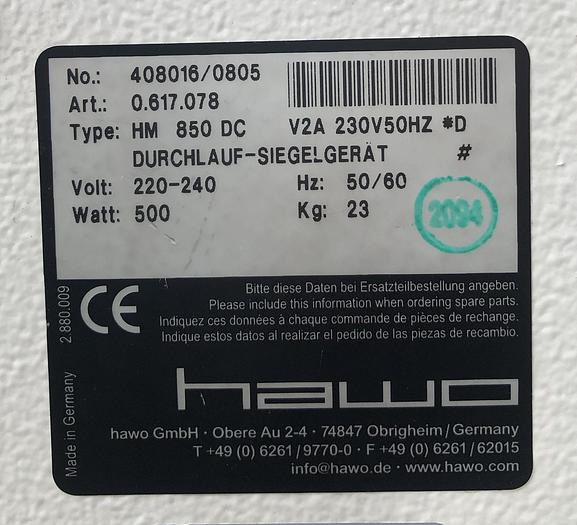 No.: 408016/0805
Art.: 0.617.078
Type: HM 850 DC V2A 230V50HZ *D
DURCHLAUF-SIEGELGERÄT #
Volt: 220-240 Hz: 50/60
Watt: 500 Kg: 23
2094
2.880.009
CE
Bitte diese Daten bei Ersatzteilbestellung angeben.
Please include this information when ordering spare parts.
Indiquez ces données à chaque commande de pièces de rechange.
Indique estos datos al realizar el pedido de las piezas de recambio.
Made in Germany
hawo
hawo GmbH · Obere Au 2-4 · 74847 Obrigheim/Germany
T +49 (0) 6261/9770-0 · F +49 (0) 6261/62015
info@hawo.de · www.hawo.com